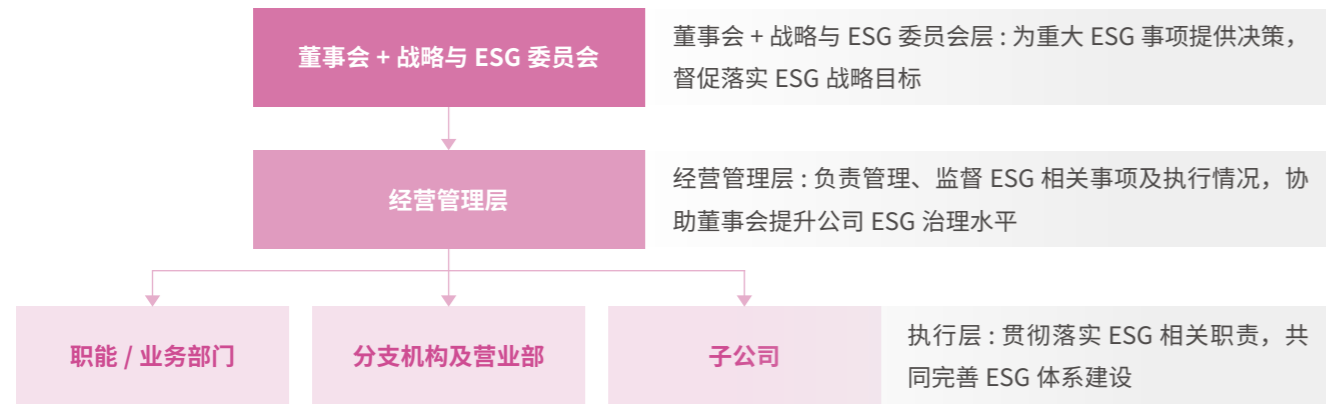 董事会 + 战略与 ESG 委员会
董事会 + 战略与 ESG 委员会层 : 为重大 ESG 事项提供决策，
督促落实 ESG 战略目标
经营管理层
经营管理层 : 负责管理、监督 ESG 相关事项及执行情况，协
助董事会提升公司 ESG 治理水平
职能 / 业务部门
分支机构及营业部
子公司
执行层 : 贯彻落实 ESG 相关职责，共
同完善 ESG 体系建设